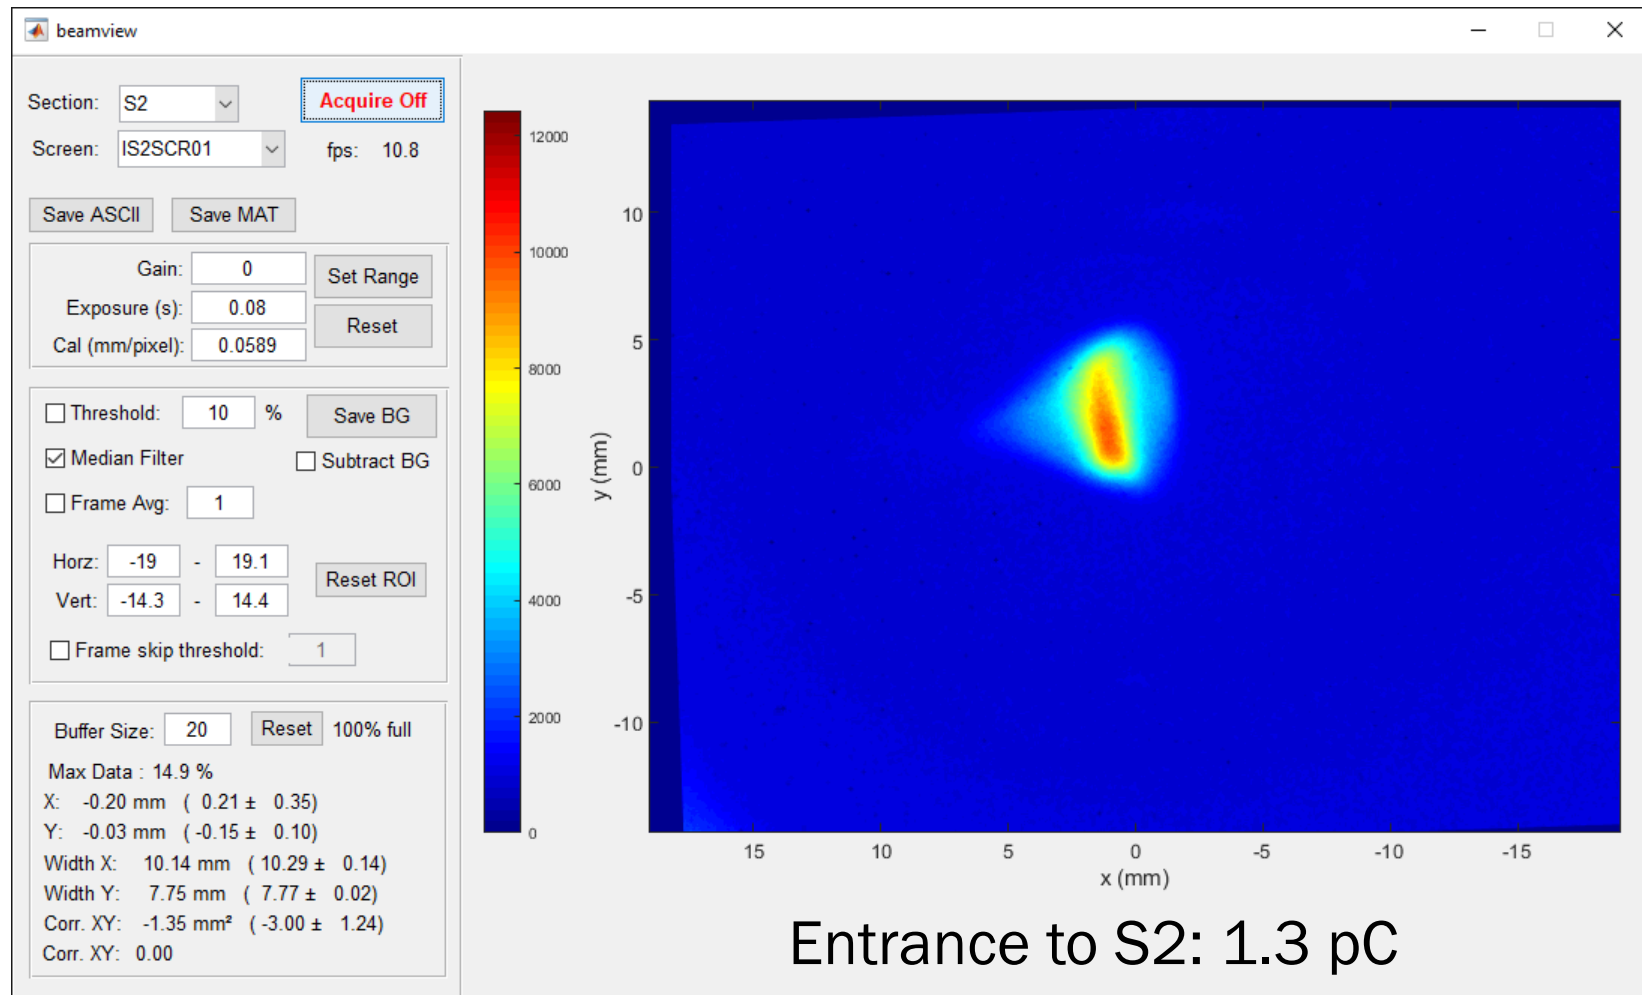 beamview
Section: S2 Acquire Off
Screen: IS2SCR01 fps: 10.8
Save ASCII Save MAT
Gain: 0 Set Range
Exposure (s): 0.08 Reset
Cal (mm/pixel): 0.0589
Threshold: 10 % Save BG
Median Filter Subtract BG
Frame Avg: 1
Horz: -19 - 19.1 Reset ROI
Vert: -14.3 - 14.4
Frame skip threshold: 1
Buffer Size: 20 Reset 100% full
Max Data : 14.9 %
X: -0.20 mm ( 0.21 ± 0.35)
Y: -0.03 mm ( -0.15 ± 0.10)
Width X: 10.14 mm ( 10.29 ± 0.14)
Width Y: 7.75 mm ( 7.77 ± 0.02)
Corr. XY: -1.35 mm² ( -3.00 ± 1.24)
Corr. XY: 0.00
12000
10000
8000
6000
4000
2000
0
y (mm)
10
5
0
-5
-10
15 10 5 0 -5 -10 -15
x (mm)
Entrance to S2: 1.3 pC